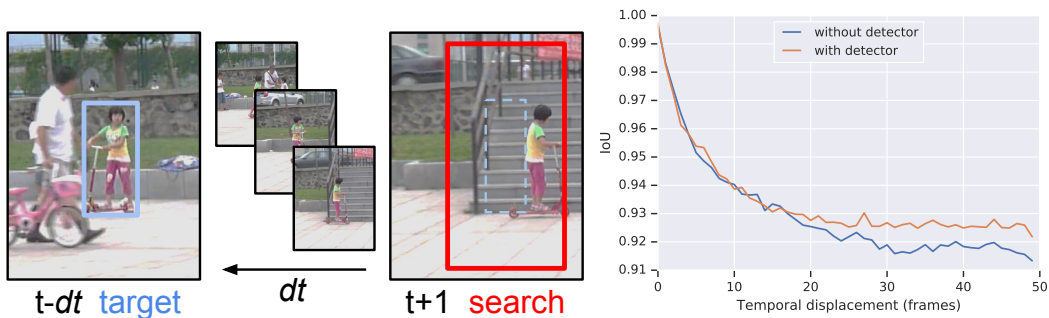 t-dt target
dt
t+1 search
1.00
0.99
0.98
0.97
0.96
0.95
0.94
0.93
0.92
0.91
IoU
without detector
with detector
0 10 20 30 40 50
Temporal displacement (frames)